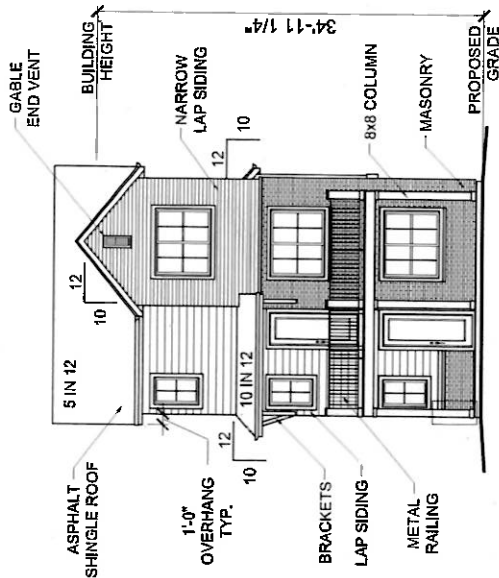 GABLE
END VENT
BUILDING
HEIGHT
34'-11 1/4"
NARROW
LAP SIDING
8x8 COLUMN
MASONRY
PROPOSED
GRADE
5 IN 12
12
10
12
10
10 IN 12
12
10
ASPHALT
SHINGLE ROOF
1'-0"
OVERHANG
TYP.
BRACKETS
LAP SIDING
METAL
RAILING